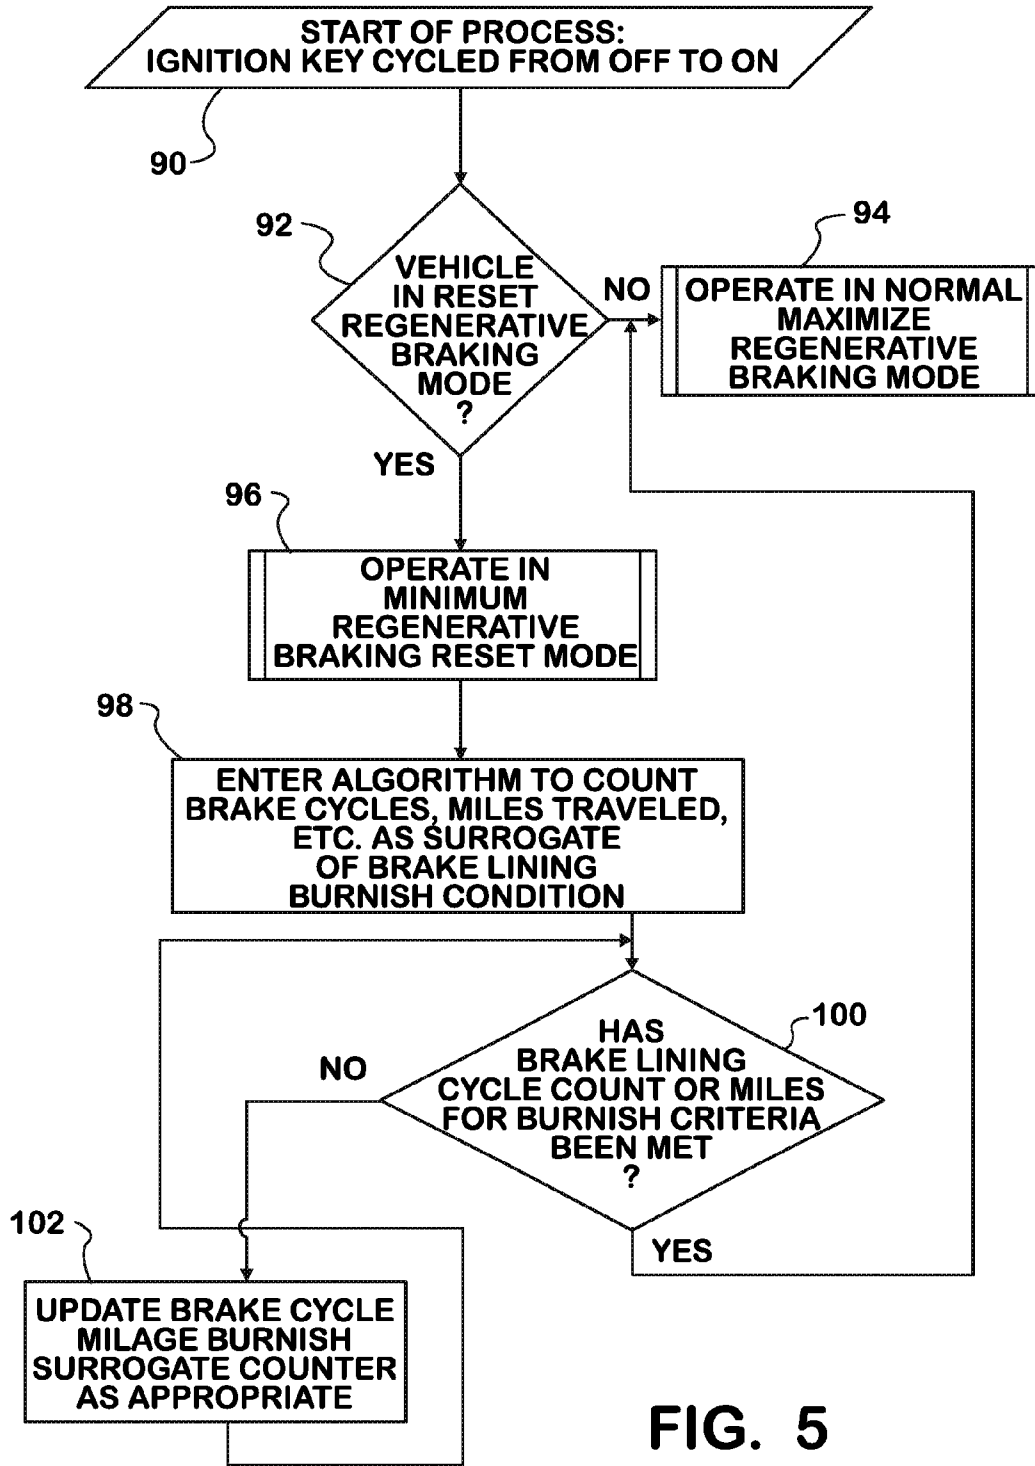 START OF PROCESS:
IGNITION KEY CYCLED FROM OFF TO ON
90
92
94
VEHICLE
IN RESET
REGENERATIVE
BRAKING
MODE
?
NO
OPERATE IN NORMAL
MAXIMIZE
REGENERATIVE
BRAKING MODE
YES
96
OPERATE IN
MINIMUM
REGENERATIVE
BRAKING RESET MODE
98
ENTER ALGORITHM TO COUNT
BRAKE CYCLES, MILES TRAVELED,
ETC. AS SURROGATE
OF BRAKE LINING
BURNISH CONDITION
100
HAS
BRAKE LINING
CYCLE COUNT OR MILES
FOR BURNISH CRITERIA
BEEN MET
?
NO
YES
102
UPDATE BRAKE CYCLE
MILAGE BURNISH
SURROGATE COUNTER
AS APPROPRIATE
FIG. 5